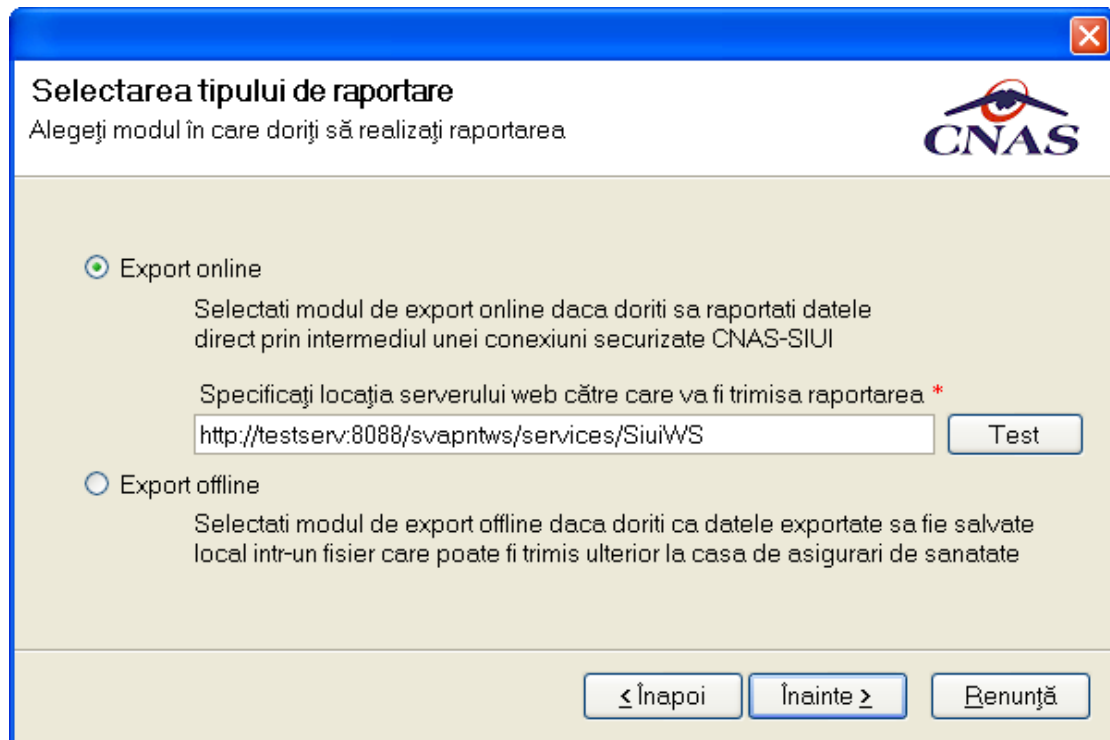 Selectarea tipului de raportare
Alegeţi modul în care doriţi să realizaţi raportarea
CNAS
Export online
Selectati modul de export online daca doriti sa raportati datele
direct prin intermediul unei conexiuni securizate CNAS-SIUI
Specificaţi locaţia serverului web către care va fi trimisa raportarea *
http://testserv:8088/svapntws/services/SiuiWS
Test
Export offline
Selectati modul de export offline daca doriti ca datele exportate sa fie salvate
local intr-un fisier care poate fi trimis ulterior la casa de asigurari de sanatate
< Înapoi
Înainte >
Renunţă